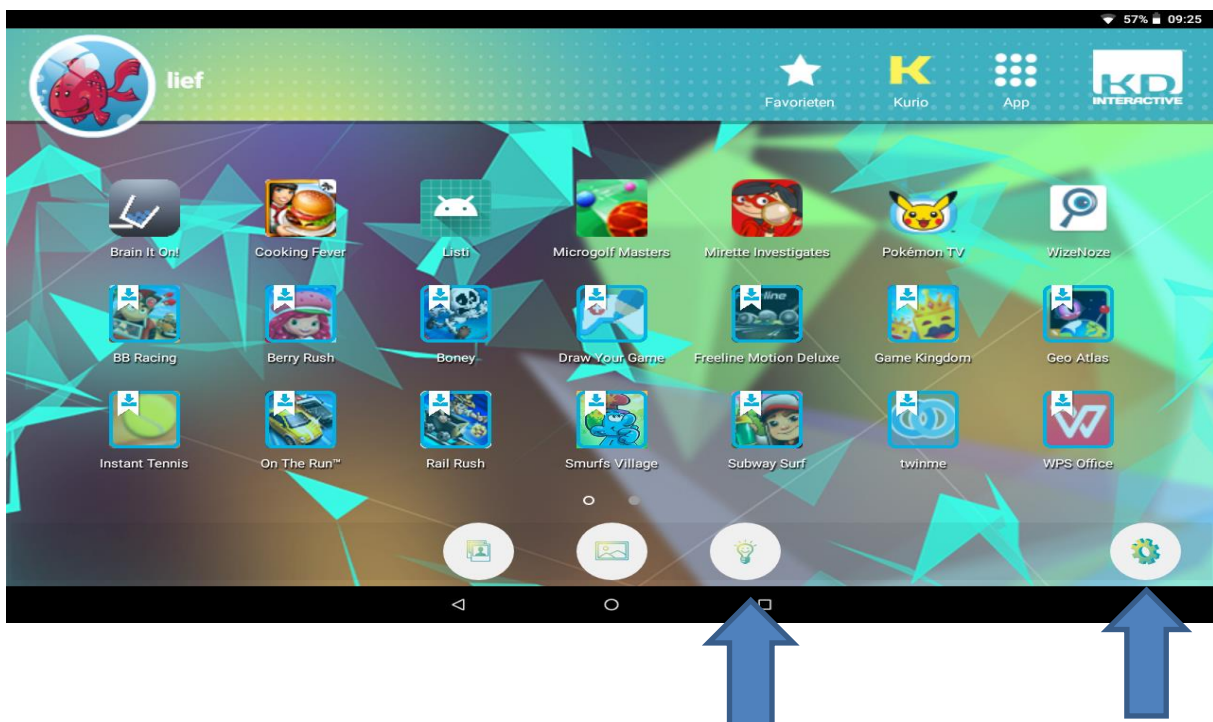 57% 09:25
lief
Favorieten Kurio App KD INTERACTIVE
Brain It On! Cooking Fever Listi Microgolf Masters Mirette Investigates Pokémon TV WizeNoze
BB Racing Berry Rush Boney Draw Your Game Freeline Motion Deluxe Game Kingdom Geo Atlas
Instant Tennis On The Run™ Rail Rush Smurfs Village Subway Surf twinme WPS Office